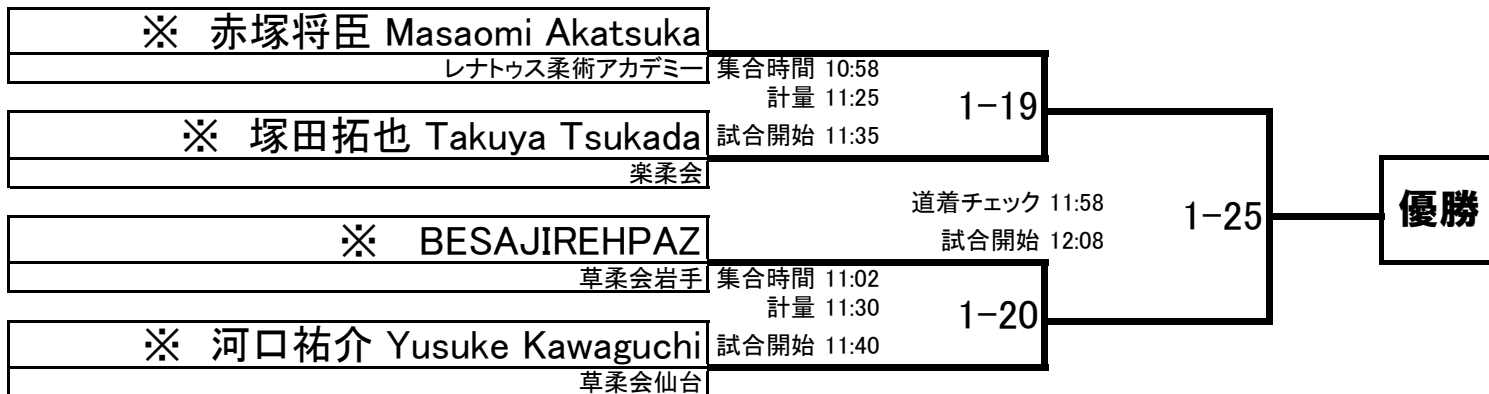 ※ 赤塚将臣 Masaomi Akatsuka
レナトゥス柔術アカデミー
集合時間 10:58
計量 11:25
1-19
※ 塚田拓也 Takuya Tsukada
試合開始 11:35
楽柔会
道着チェック 11:58
試合開始 12:08
1-25
優勝
※ BESAJIREHPAZ
草柔会岩手
集合時間 11:02
計量 11:30
1-20
※ 河口祐介 Yusuke Kawaguchi
試合開始 11:40
草柔会仙台